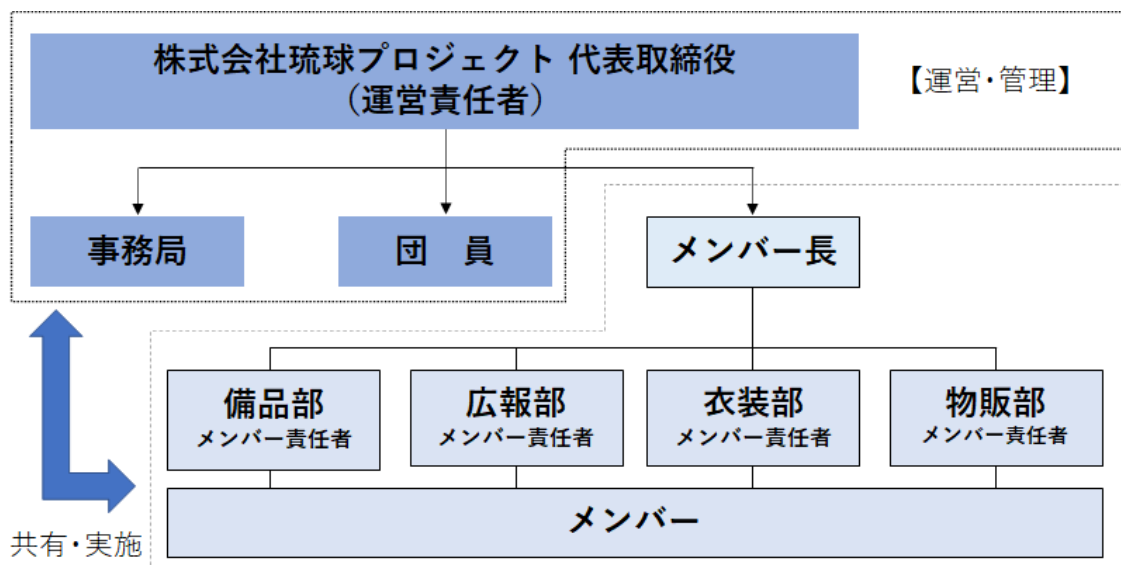 株式会社琉球プロジェクト 代表取締役
（運営責任者）
【運営・管理】
事務局
団　員
メンバー長
備品部
メンバー責任者
広報部
メンバー責任者
衣装部
メンバー責任者
物販部
メンバー責任者
メンバー
共有・実施